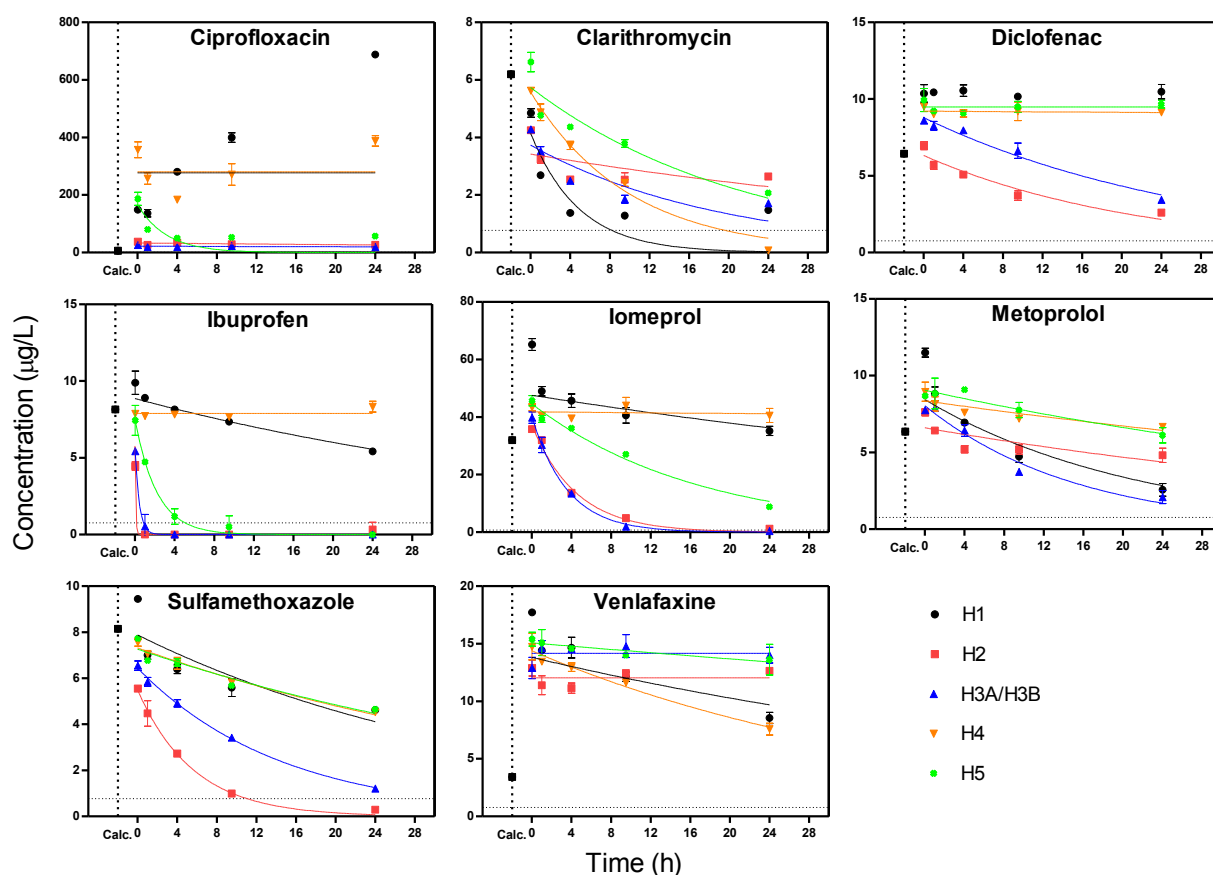 Ciprofloxacin
800
600
400
200
0
Calc. 0 4 8 12 16 20 24 28
Clarithromycin
8
6
4
2
0
Calc. 0 4 8 12 16 20 24 28
Diclofenac
15
10
5
0
Calc. 0 4 8 12 16 20 24 28
Concentration (μg/L)
Ibuprofen
15
10
5
0
Calc. 0 4 8 12 16 20 24 28
Iomeprol
80
60
40
20
0
Calc. 0 4 8 12 16 20 24 28
Metoprolol
15
10
5
0
Calc. 0 4 8 12 16 20 24 28
Sulfamethoxazole
10
8
6
4
2
0
Calc. 0 4 8 12 16 20 24 28
Venlafaxine
20
15
10
5
0
Calc. 0 4 8 12 16 20 24 28
H1
H2
H3A/H3B
H4
H5
Time (h)